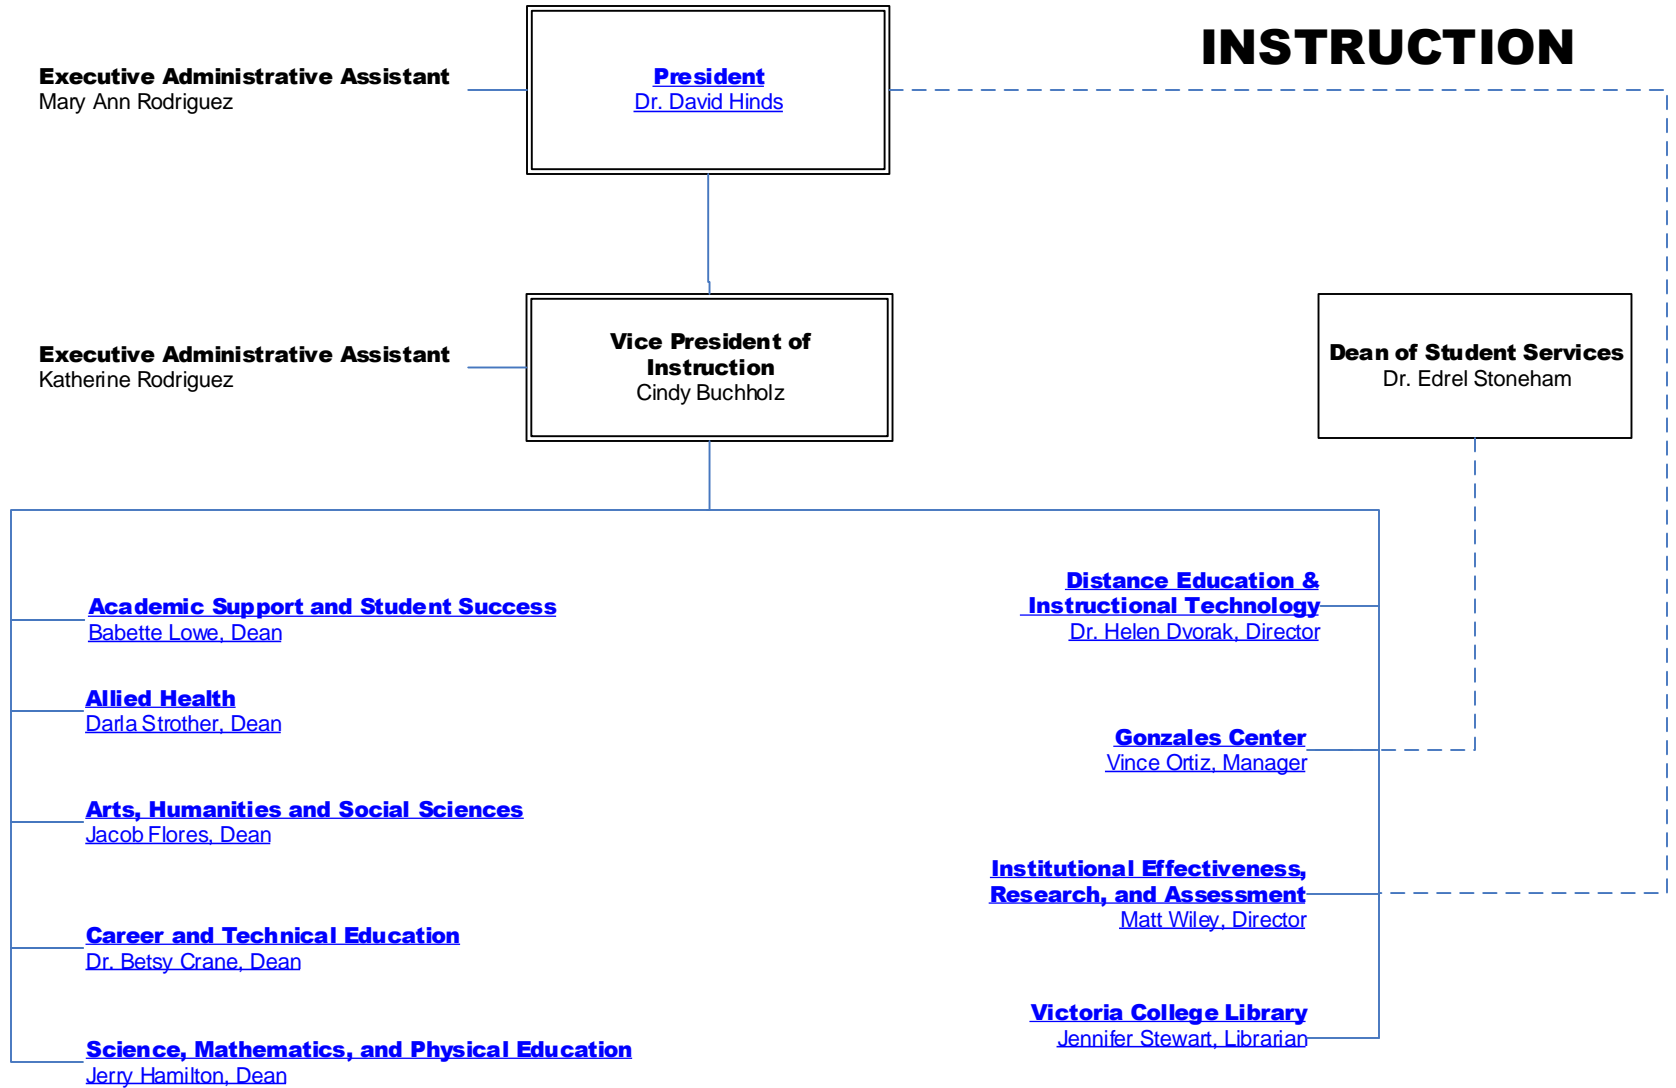 INSTRUCTION
Executive Administrative Assistant
Mary Ann Rodriguez
President
Dr. David Hinds
Executive Administrative Assistant
Katherine Rodriguez
Vice President of
Instruction
Cindy Buchholz
Dean of Student Services
Dr. Edrel Stoneham
Academic Support and Student Success
Babette Lowe, Dean
Allied Health
Darla Strother, Dean
Arts, Humanities and Social Sciences
Jacob Flores, Dean
Career and Technical Education
Dr. Betsy Crane, Dean
Science, Mathematics, and Physical Education
Jerry Hamilton, Dean
Distance Education &
Instructional Technology
Dr. Helen Dvorak, Director
Gonzales Center
Vince Ortiz, Manager
Institutional Effectiveness,
Research, and Assessment
Matt Wiley, Director
Victoria College Library
Jennifer Stewart, Librarian